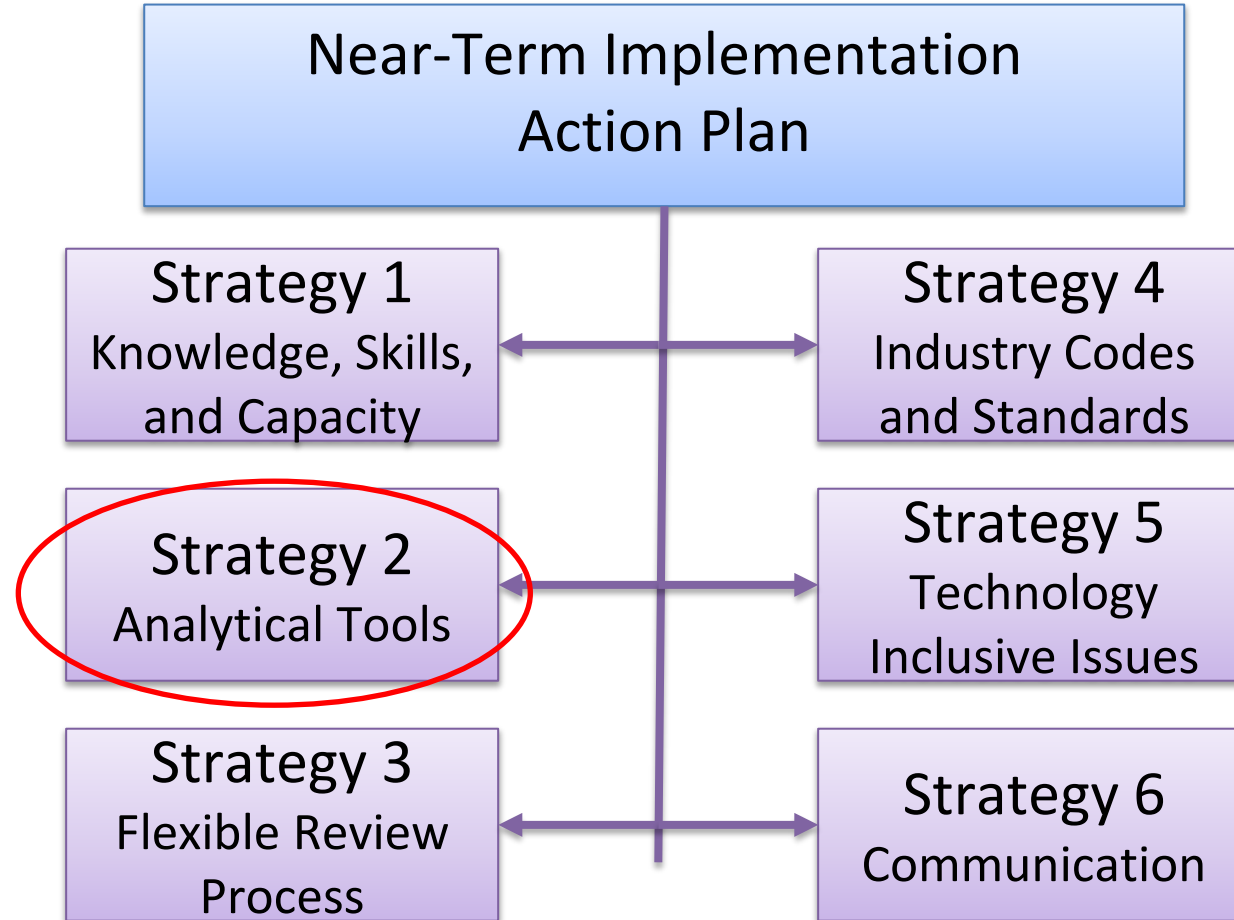 Near-Term Implementation
Action Plan
Strategy 1
Knowledge, Skills,
and Capacity
Strategy 2
Analytical Tools
Strategy 3
Flexible Review
Process
Strategy 4
Industry Codes
and Standards
Strategy 5
Technology
Inclusive Issues
Strategy 6
Communication